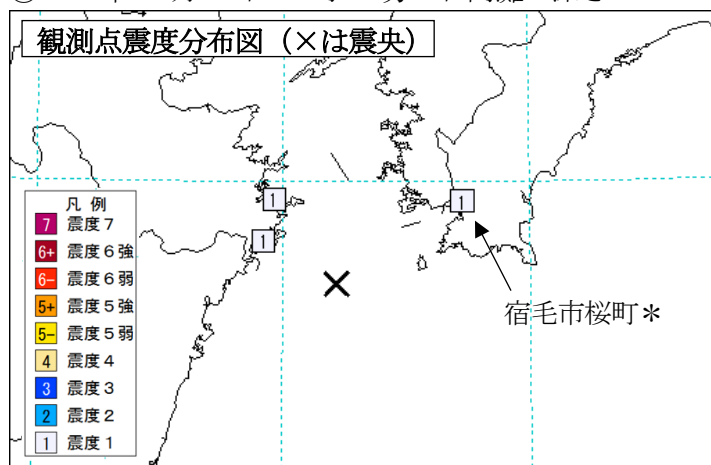 観測点震度分布図（×は震央）
1
1
1
宿毛市桜町＊
凡 例
7 震度７
6+ 震度６強
6- 震度６弱
5+ 震度５強
5- 震度５弱
4 震度４
3 震度３
2 震度２
1 震度１